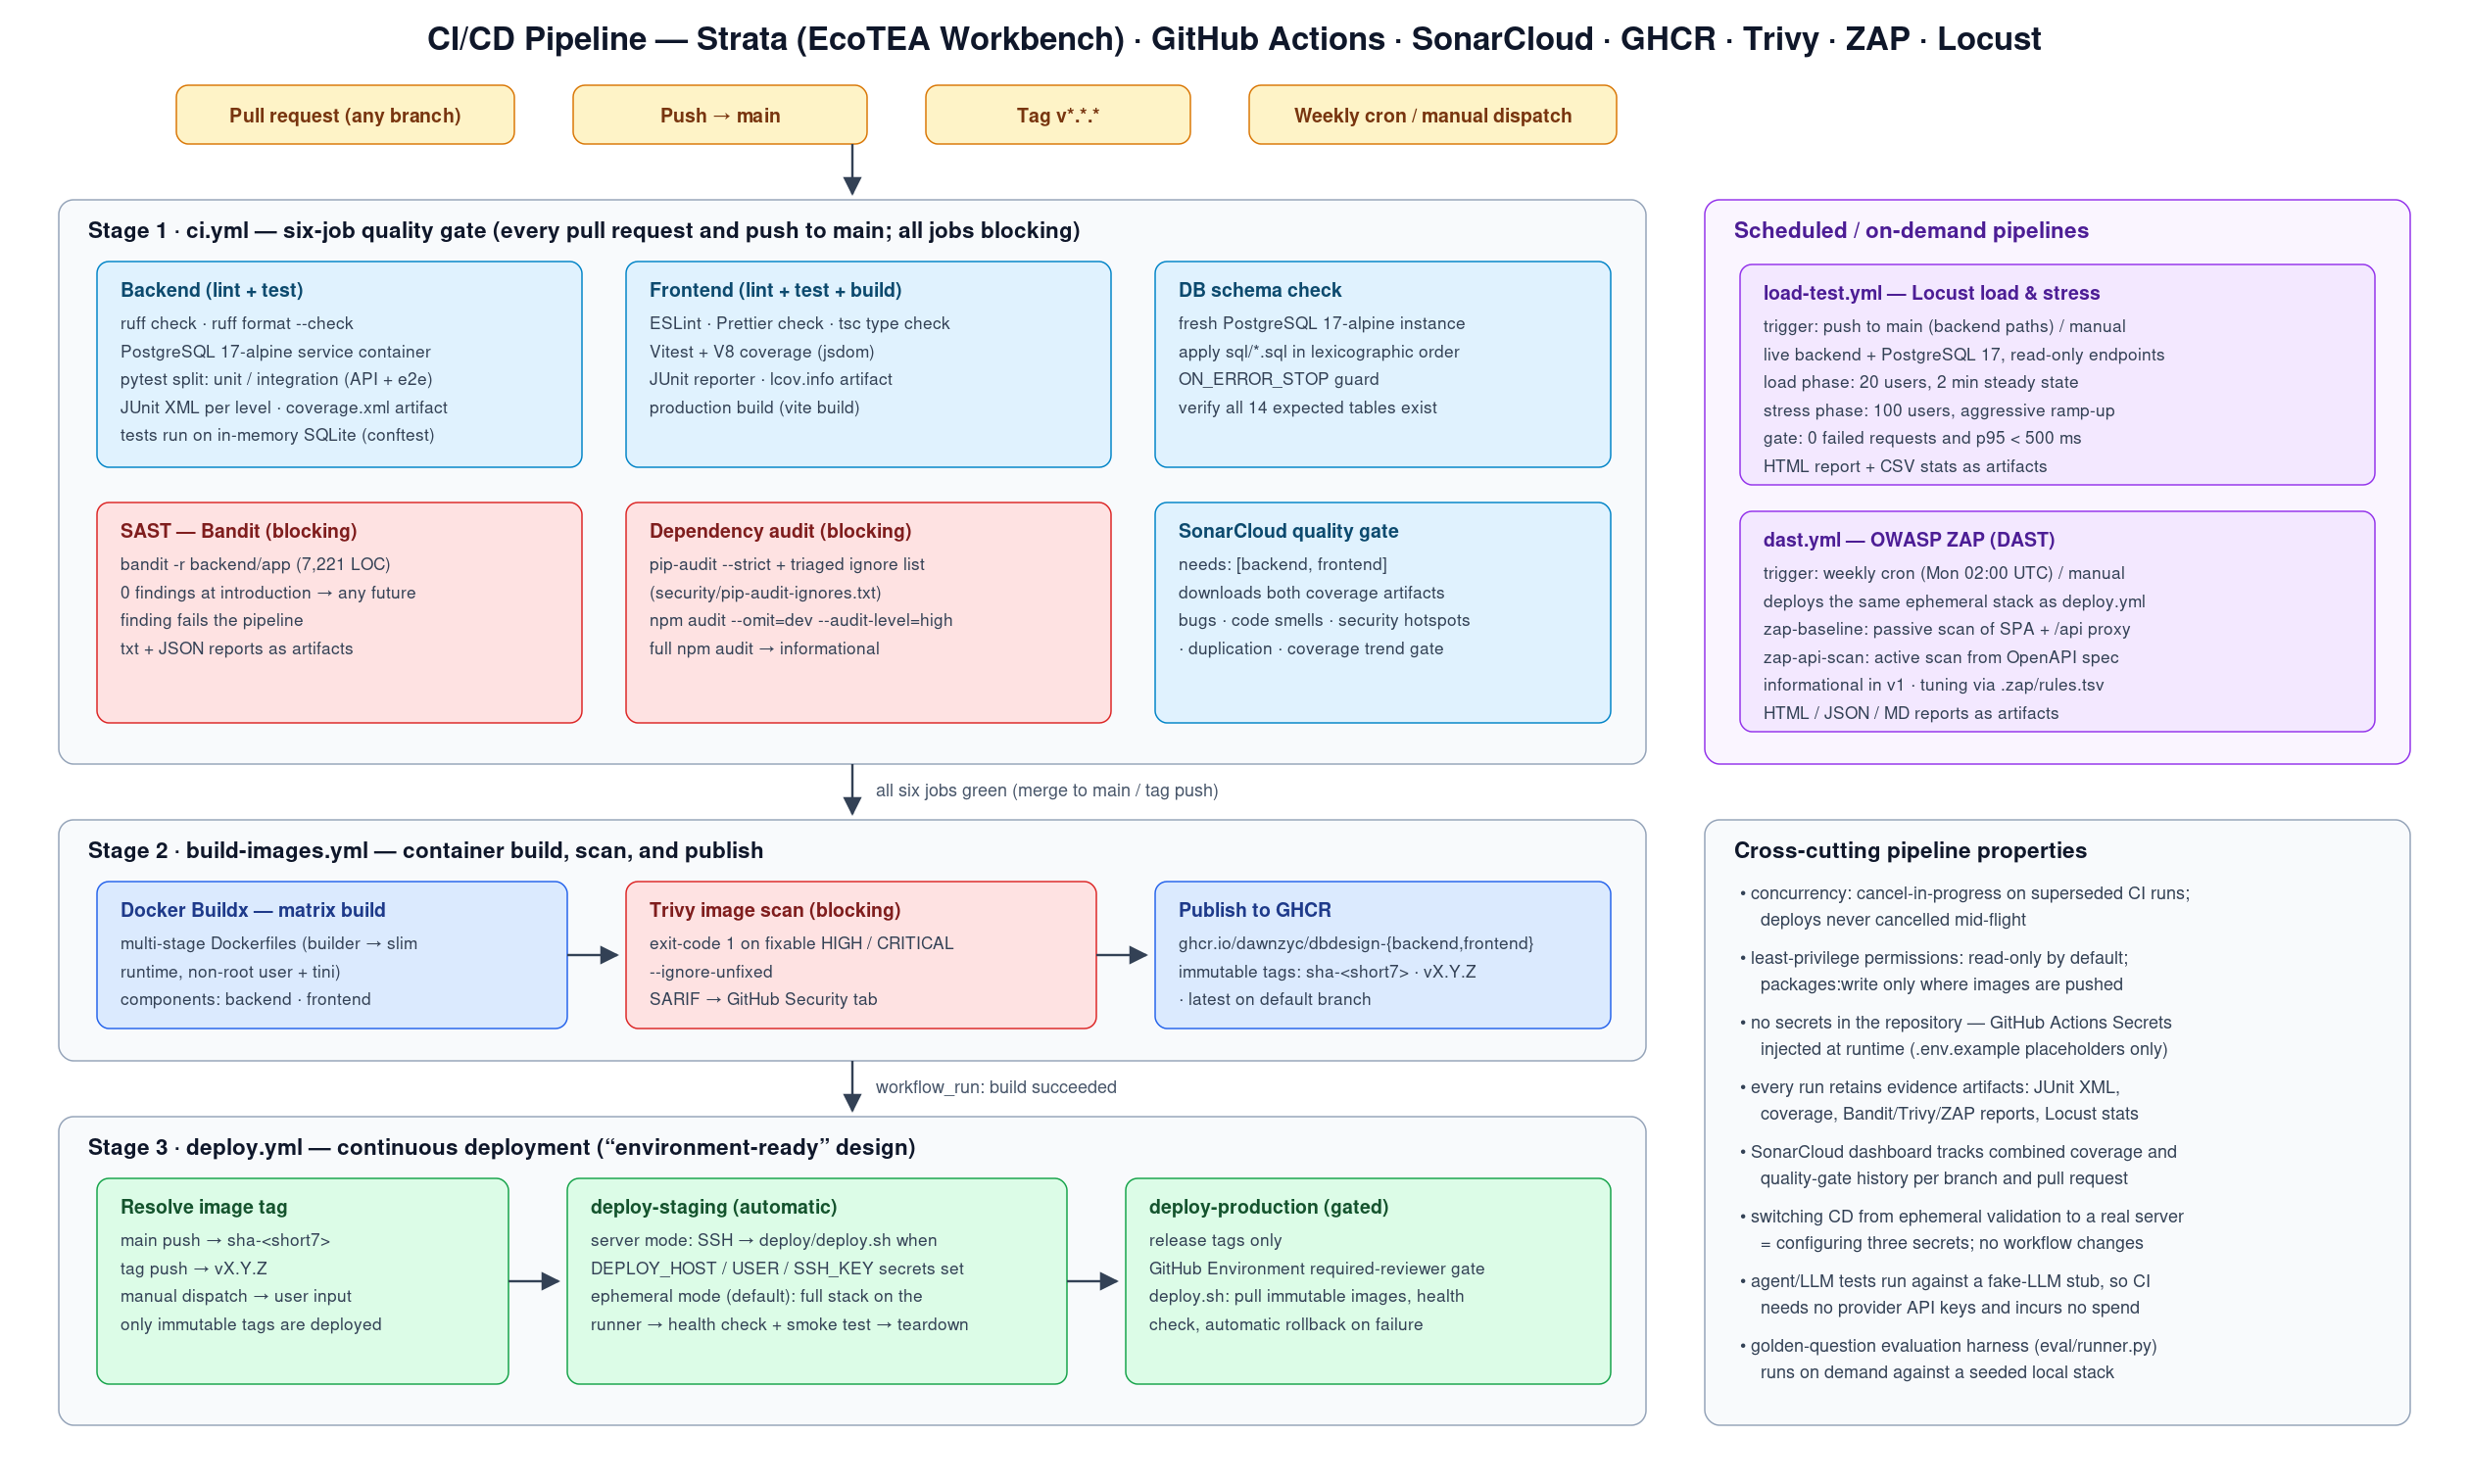 CI/CD Pipeline — Strata (EcoTEA Workbench) · GitHub Actions · SonarCloud · GHCR · Trivy · ZAP · Locust
Pull request (any branch)
Push → main
Tag v*.*.*
Weekly cron / manual dispatch
Stage 1 · ci.yml — six-job quality gate (every pull request and push to main; all jobs blocking)
Backend (lint + test)
ruff check · ruff format --check
PostgreSQL 17-alpine service container
pytest split: unit / integration (API + e2e)
JUnit XML per level · coverage.xml artifact
tests run on in-memory SQLite (conftest)
Frontend (lint + test + build)
ESLint · Prettier check · tsc type check
Vitest + V8 coverage (jsdom)
JUnit reporter · lcov.info artifact
production build (vite build)
DB schema check
fresh PostgreSQL 17-alpine instance
apply sql/*.sql in lexicographic order
ON_ERROR_STOP guard
verify all 14 expected tables exist
SAST — Bandit (blocking)
bandit -r backend/app (7,221 LOC)
0 findings at introduction → any future
finding fails the pipeline
txt + JSON reports as artifacts
Dependency audit (blocking)
pip-audit --strict + triaged ignore list
(security/pip-audit-ignores.txt)
npm audit --omit=dev --audit-level=high
full npm audit → informational
SonarCloud quality gate
needs: [backend, frontend]
downloads both coverage artifacts
bugs · code smells · security hotspots
· duplication · coverage trend gate
Scheduled / on-demand pipelines
load-test.yml — Locust load & stress
trigger: push to main (backend paths) / manual
live backend + PostgreSQL 17, read-only endpoints
load phase: 20 users, 2 min steady state
stress phase: 100 users, aggressive ramp-up
gate: 0 failed requests and p95 < 500 ms
HTML report + CSV stats as artifacts
dast.yml — OWASP ZAP (DAST)
trigger: weekly cron (Mon 02:00 UTC) / manual
deploys the same ephemeral stack as deploy.yml
zap-baseline: passive scan of SPA + /api proxy
zap-api-scan: active scan from OpenAPI spec
informational in v1 · tuning via .zap/rules.tsv
HTML / JSON / MD reports as artifacts
all six jobs green (merge to main / tag push)
Stage 2 · build-images.yml — container build, scan, and publish
Docker Buildx — matrix build
multi-stage Dockerfiles (builder → slim
runtime, non-root user + tini)
components: backend · frontend
Trivy image scan (blocking)
exit-code 1 on fixable HIGH / CRITICAL
--ignore-unfixed
SARIF → GitHub Security tab
Publish to GHCR
ghcr.io/dawnzyc/dbdesign-{backend,frontend}
immutable tags: sha-<short7> · vX.Y.Z
· latest on default branch
workflow_run: build succeeded
Stage 3 · deploy.yml — continuous deployment (“environment-ready” design)
Resolve image tag
main push → sha-<short7>
tag push → vX.Y.Z
manual dispatch → user input
only immutable tags are deployed
deploy-staging (automatic)
server mode: SSH → deploy/deploy.sh when
DEPLOY_HOST / USER / SSH_KEY secrets set
ephemeral mode (default): full stack on the
runner → health check + smoke test → teardown
deploy-production (gated)
release tags only
GitHub Environment required-reviewer gate
deploy.sh: pull immutable images, health
check, automatic rollback on failure
Cross-cutting pipeline properties
• concurrency: cancel-in-progress on superseded CI runs;
deploys never cancelled mid-flight
• least-privilege permissions: read-only by default;
packages:write only where images are pushed
• no secrets in the repository — GitHub Actions Secrets
injected at runtime (.env.example placeholders only)
• every run retains evidence artifacts: JUnit XML,
coverage, Bandit/Trivy/ZAP reports, Locust stats
• SonarCloud dashboard tracks combined coverage and
quality-gate history per branch and pull request
• switching CD from ephemeral validation to a real server
= configuring three secrets; no workflow changes
• agent/LLM tests run against a fake-LLM stub, so CI
needs no provider API keys and incurs no spend
• golden-question evaluation harness (eval/runner.py)
runs on demand against a seeded local stack